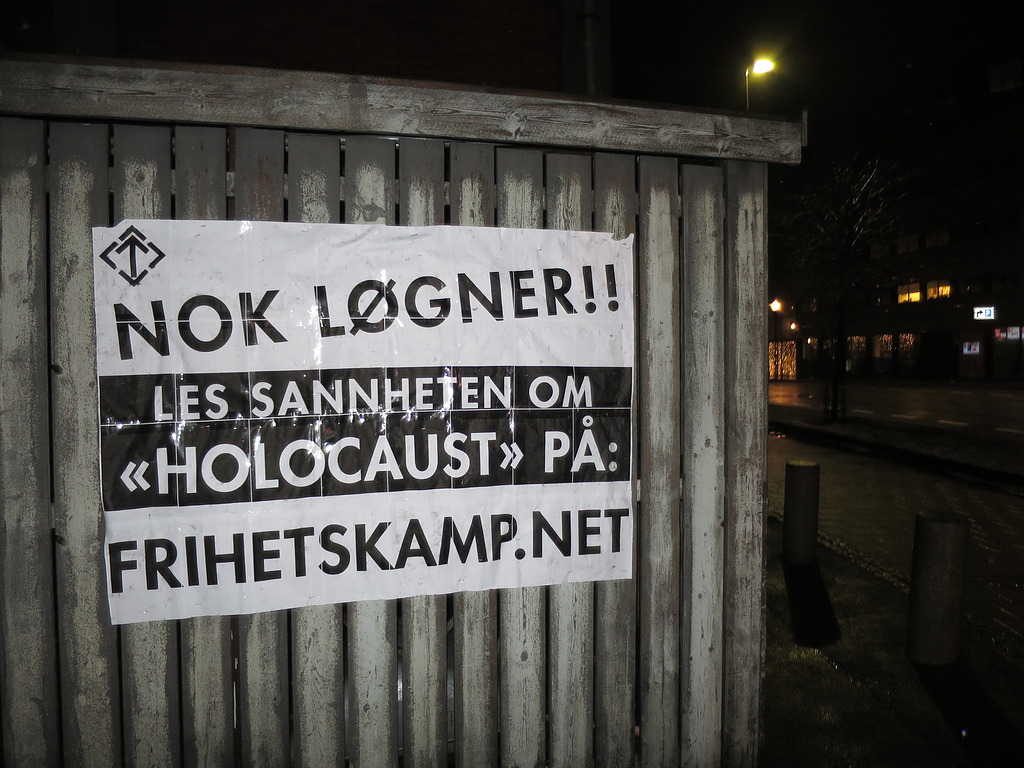 NOK LØGNER!!
LES SANNHETEN OM
«HOLOCAUST» PÅ:
FRIHETSKAMP.NET